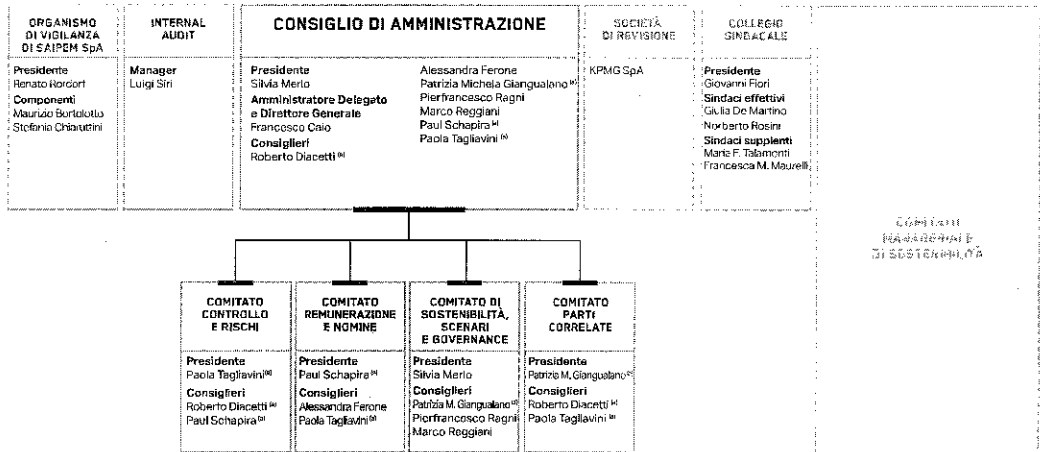 ORGANISMO
DI VIGILANZA
DI SAIPEM SpA
Presidente
Renato Rordorf
Componenti
Maurizio Bortolotto
Stefania Chiaruttini
INTERNAL
AUDIT
Manager
Luigi Siri
CONSIGLIO DI AMMINISTRAZIONE
Presidente
Silvia Merlo
Amministratore Delegato
e Direttore Generale
Francesco Caio
Consiglieri
Roberto Diacetti (a)
Alessandra Ferone
Patrizia Michela Giangualano (a)
Pierfrancesco Ragni
Marco Reggiani
Paul Schapira (a)
Paola Tagliavini (a)
SOCIETÀ
DI REVISIONE
KPMG SpA
COLLEGIO
SINDACALE
Presidente
Giovanni Fiori
Sindaci effettivi
Giulia De Martino
Norberto Rosini
Sindaci supplenti
Maria F. Talamonti
Francesca M. Maurelli
COMITATI
MANAGERIALI E
DI SOSTENIBILITÀ
COMITATO
CONTROLLO
E RISCHI
Presidente
Paola Tagliavini (a)
Consiglieri
Roberto Diacetti (a)
Paul Schapira (a)
COMITATO
REMUNERAZIONE
E NOMINE
Presidente
Paul Schapira (a)
Consiglieri
Alessandra Ferone
Paola Tagliavini (a)
COMITATO DI
SOSTENIBILITÀ,
SCENARI
E GOVERNANCE
Presidente
Silvia Merlo
Consiglieri
Patrizia M. Giangualano (a)
Pierfrancesco Ragni
Marco Reggiani
COMITATO
PARTI
CORRELATE
Presidente
Patrizia M. Giangualano (a)
Consiglieri
Roberto Diacetti (a)
Paola Tagliavini (a)